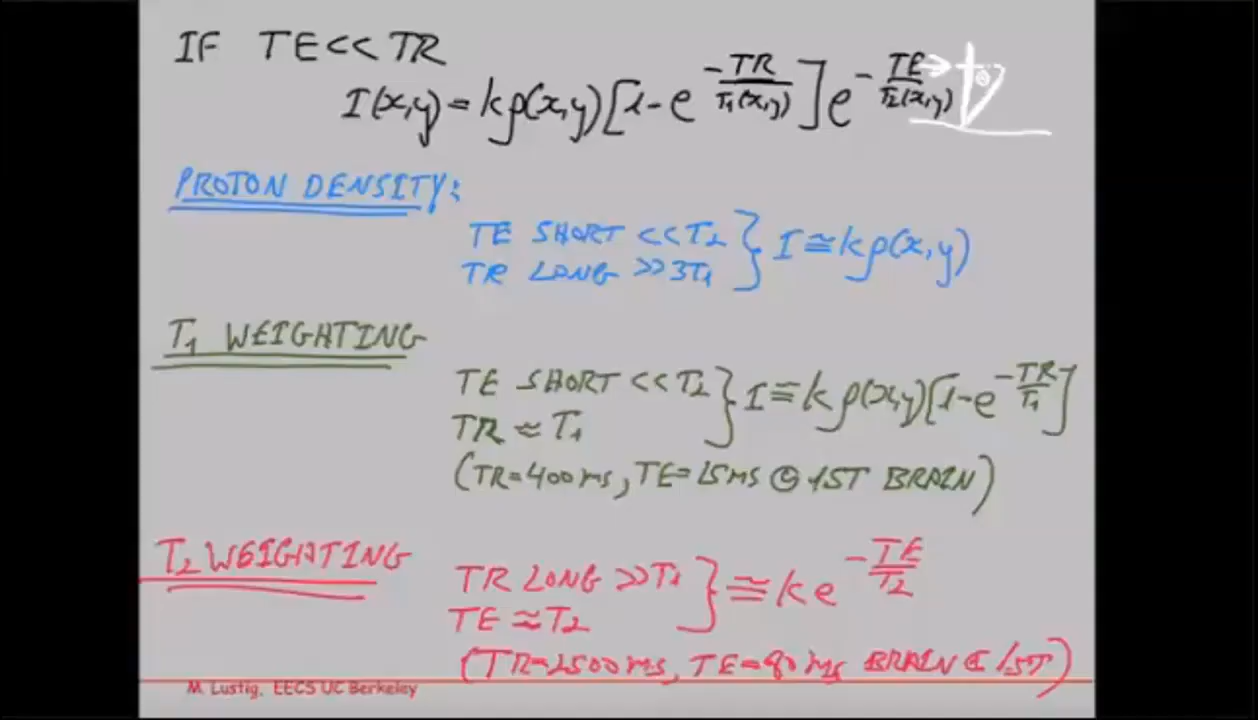 IF TE<<TR
I(x,y) = kρ(x,y)[1-e^{-TR/T₁(x,y)}]e^{-TE/T₂(x,y)}
PROTON DENSITY:
TE SHORT <<T₂ } I ≅ kρ(x,y)
TR LONG >>3T₁
T₁ WEIGHTING
TE SHORT <<T₂ } I ≅ kρ(x,y)[1-e^{-TR/T₁}]
TR ≈ T₁
(TR=400ms, TE=15ms @ 1.5T BRAIN)
T₂ WEIGHTING
TR LONG >>T₁ } ≅ ke^{-TE/T₂}
TE ≈ T₂
(TR=2500ms, TE= ms BRAIN @ 1.5T)
M. Lustig, EECS UC Berkeley